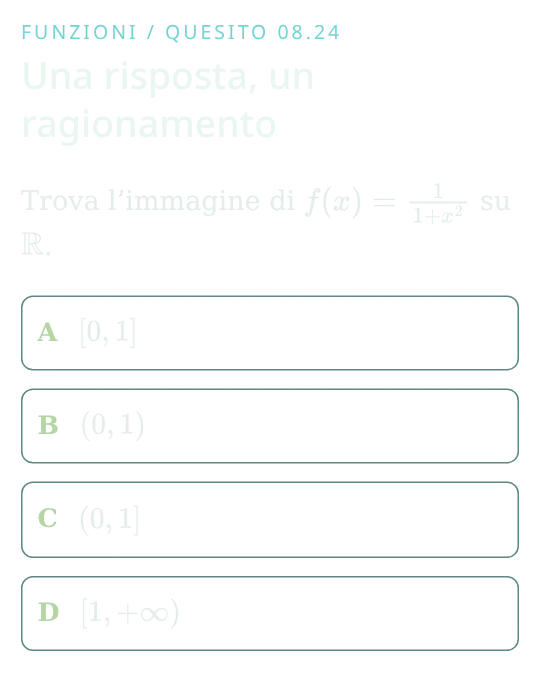 FUNZIONI / QUESITO 08.24
Una risposta, un
ragionamento
Trova l’immagine di f(x) = 1/(1+x²) su
ℝ.
A [0, 1]
B (0, 1)
C (0, 1]
D [1, +∞)